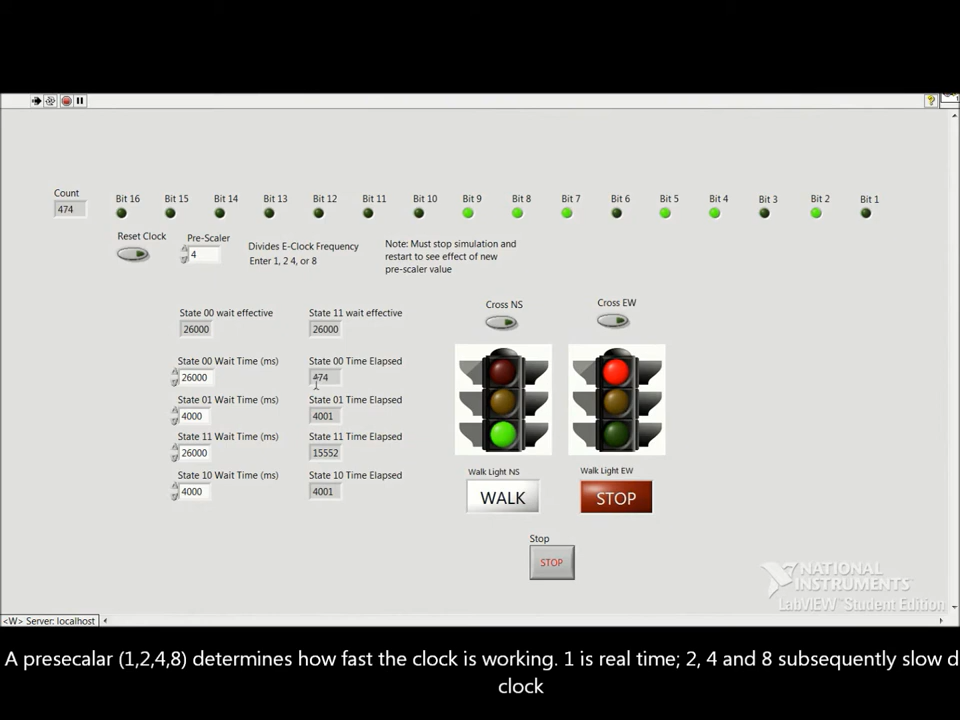 Count
474
Bit 16 Bit 15 Bit 14 Bit 13 Bit 12 Bit 11 Bit 10 Bit 9 Bit 8 Bit 7 Bit 6 Bit 5 Bit 4 Bit 3 Bit 2 Bit 1
Reset Clock
Pre-Scaler
4
Divides E-Clock Frequency
Enter 1, 2 4, or 8
Note: Must stop simulation and
restart to see effect of new
pre-scaler value
State 00 wait effective
26000
State 11 wait effective
26000
State 00 Wait Time (ms)
26000
State 00 Time Elapsed
474
State 01 Wait Time (ms)
4000
State 01 Time Elapsed
4001
State 11 Wait Time (ms)
26000
State 11 Time Elapsed
15552
State 10 Wait Time (ms)
4000
State 10 Time Elapsed
4001
Cross NS
Cross EW
Walk Light NS
WALK
Walk Light EW
STOP
Stop
STOP
NATIONAL
INSTRUMENTS
LabVIEW Student Edition
<W> Server: localhost
A presecalar (1,2,4,8) determines how fast the clock is working. 1 is real time; 2, 4 and 8 subsequently slow d
clock